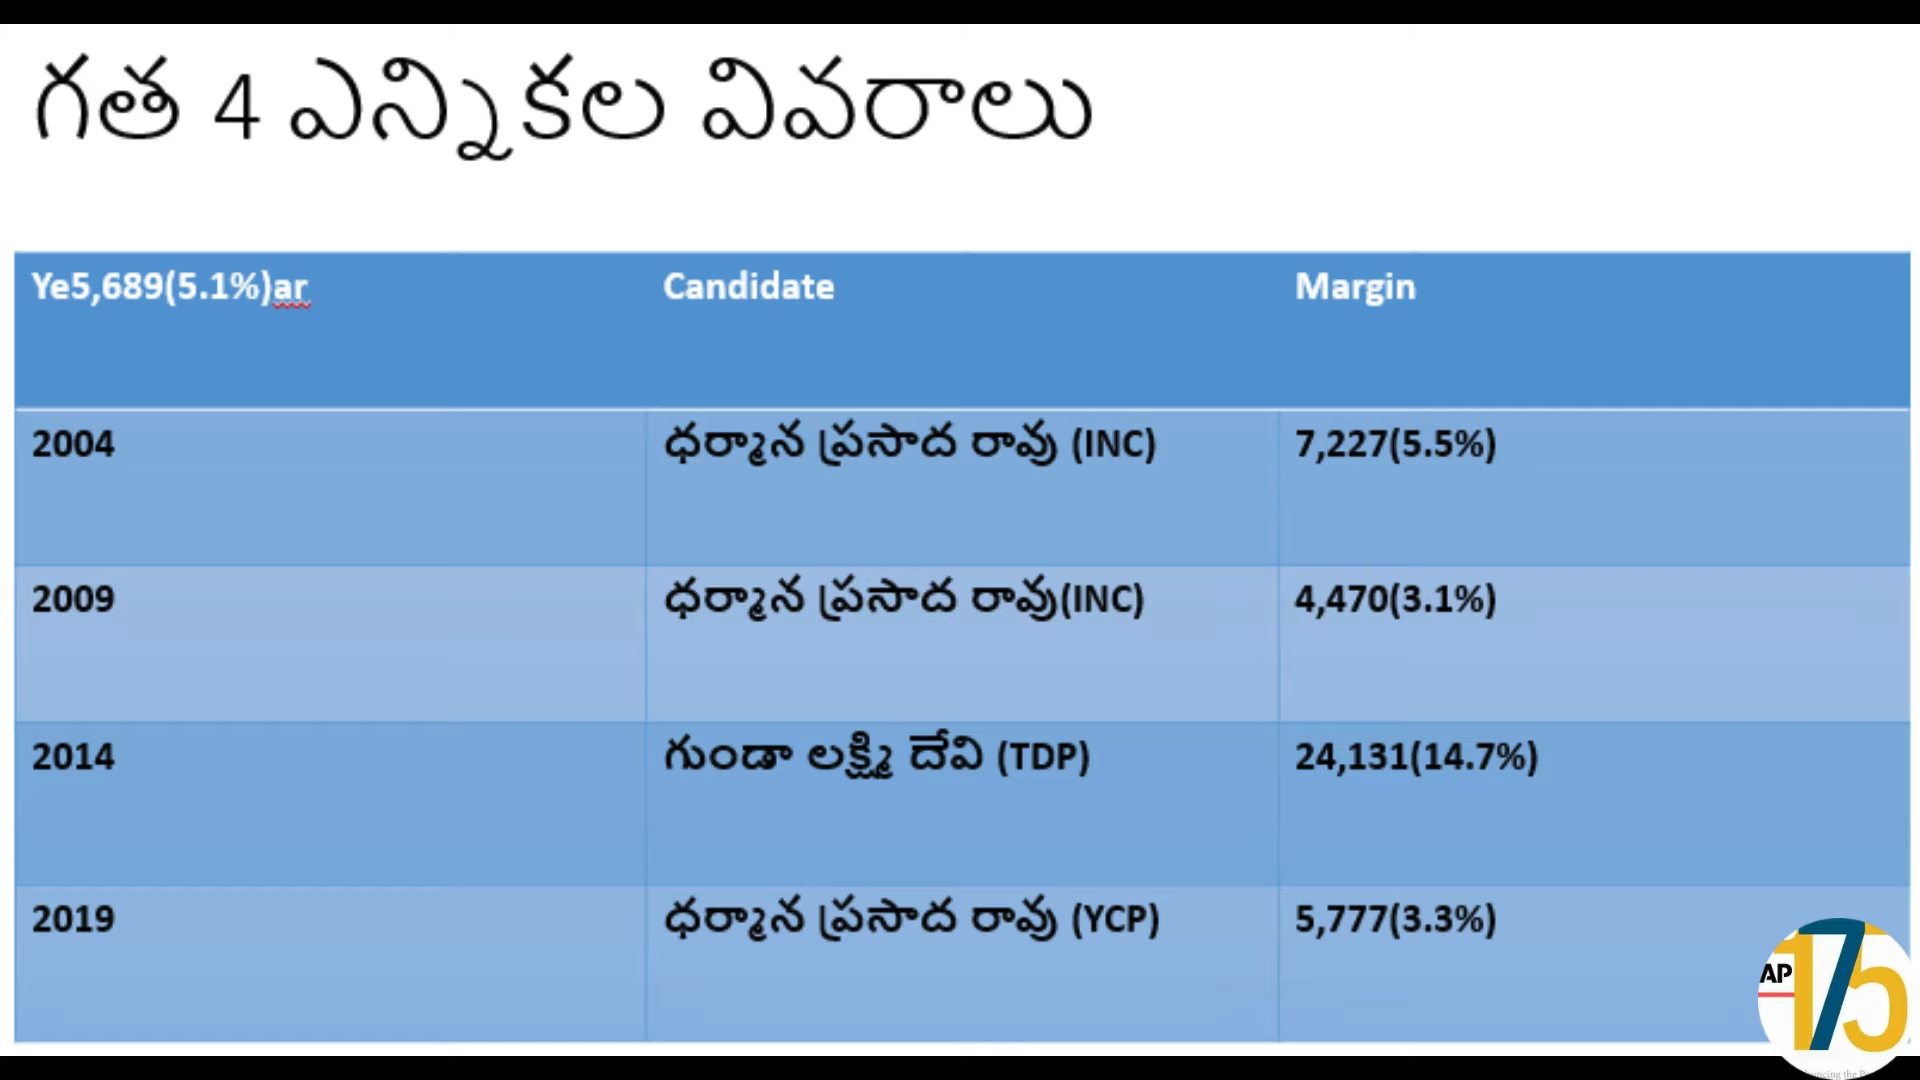 గత 4 ఎన్నికల వివరాలు
Ye5,689(5.1%)ar Candidate Margin
2004 ధర్మాన ప్రసాద రావు (INC) 7,227(5.5%)
2009 ధర్మాన ప్రసాద రావు(INC) 4,470(3.1%)
2014 గుండా లక్ష్మి దేవి (TDP) 24,131(14.7%)
2019 ధర్మాన ప్రసాద రావు (YCP) 5,777(3.3%)
AP 175